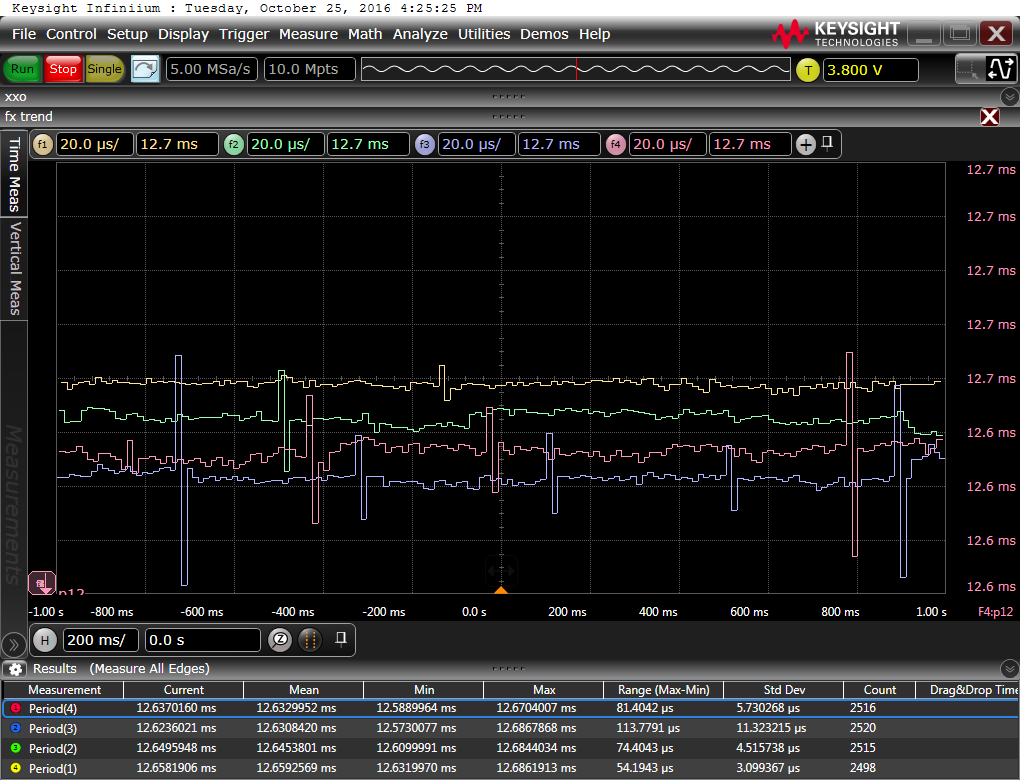 Keysight Infiniium : Tuesday, October 25, 2016 4:25:25 PM
File Control Setup Display Trigger Measure Math Analyze Utilities Demos Help
KEYSIGHT
TECHNOLOGIES
Run Stop Single 5.00 MSa/s 10.0 Mpts T 3.800 V
xxo
fx trend
f1 20.0 µs/ 12.7 ms f2 20.0 µs/ 12.7 ms f3 20.0 µs/ 12.7 ms f4 20.0 µs/ 12.7 ms +
Time Meas
Vertical Meas
Measurements
12.7 ms
12.7 ms
12.7 ms
12.7 ms
12.7 ms
12.6 ms
12.6 ms
12.6 ms
12.6 ms
p12
-1.00 s -800 ms -600 ms -400 ms -200 ms 0.0 s 200 ms 400 ms 600 ms 800 ms 1.00 s F4:p12
H 200 ms/ 0.0 s Z
Results (Measure All Edges)
Measurement Current Mean Min Max Range (Max-Min) Std Dev Count Drag&Drop Time
1 Period(4) 12.6370160 ms 12.6329952 ms 12.5889964 ms 12.6704007 ms 81.4042 µs 5.730268 µs 2516
2 Period(3) 12.6236021 ms 12.6308420 ms 12.5730077 ms 12.6867868 ms 113.7791 µs 11.323215 µs 2520
3 Period(2) 12.6495948 ms 12.6453801 ms 12.6099991 ms 12.6844034 ms 74.4043 µs 4.515738 µs 2515
4 Period(1) 12.6581906 ms 12.6592569 ms 12.6319970 ms 12.6861913 ms 54.1943 µs 3.099367 µs 2498